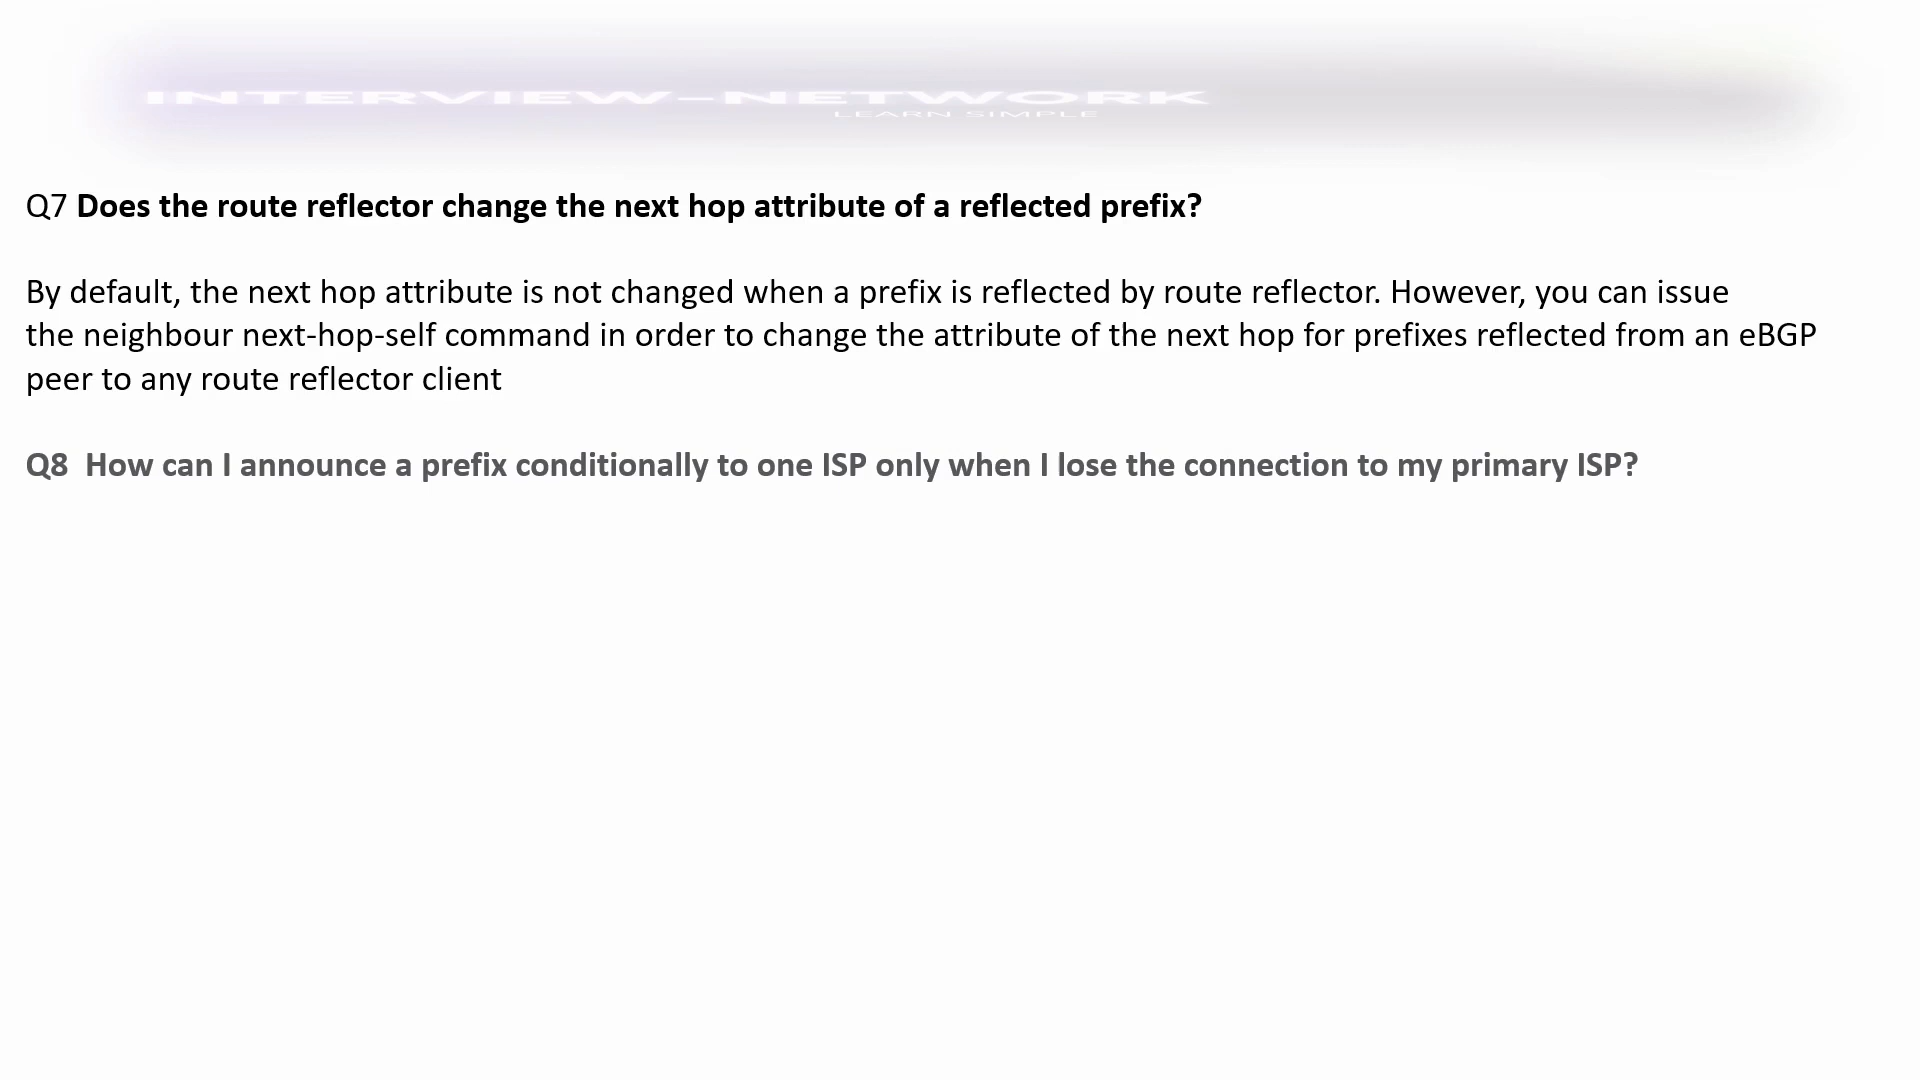 INTERVIEW-NETWORK
LEARN SIMPLE
Q7 Does the route reflector change the next hop attribute of a reflected prefix?
By default, the next hop attribute is not changed when a prefix is reflected by route reflector. However, you can issue
the neighbour next-hop-self command in order to change the attribute of the next hop for prefixes reflected from an eBGP
peer to any route reflector client
Q8  How can I announce a prefix conditionally to one ISP only when I lose the connection to my primary ISP?